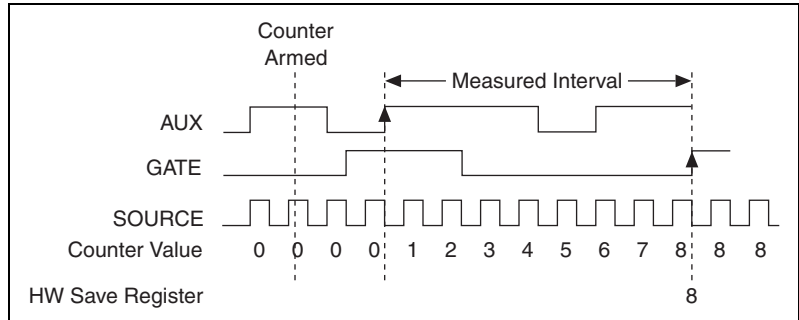 Counter
Armed
Measured Interval
AUX
GATE
SOURCE
Counter Value 0 0 0 0 1 2 3 4 5 6 7 8 8 8
HW Save Register 8